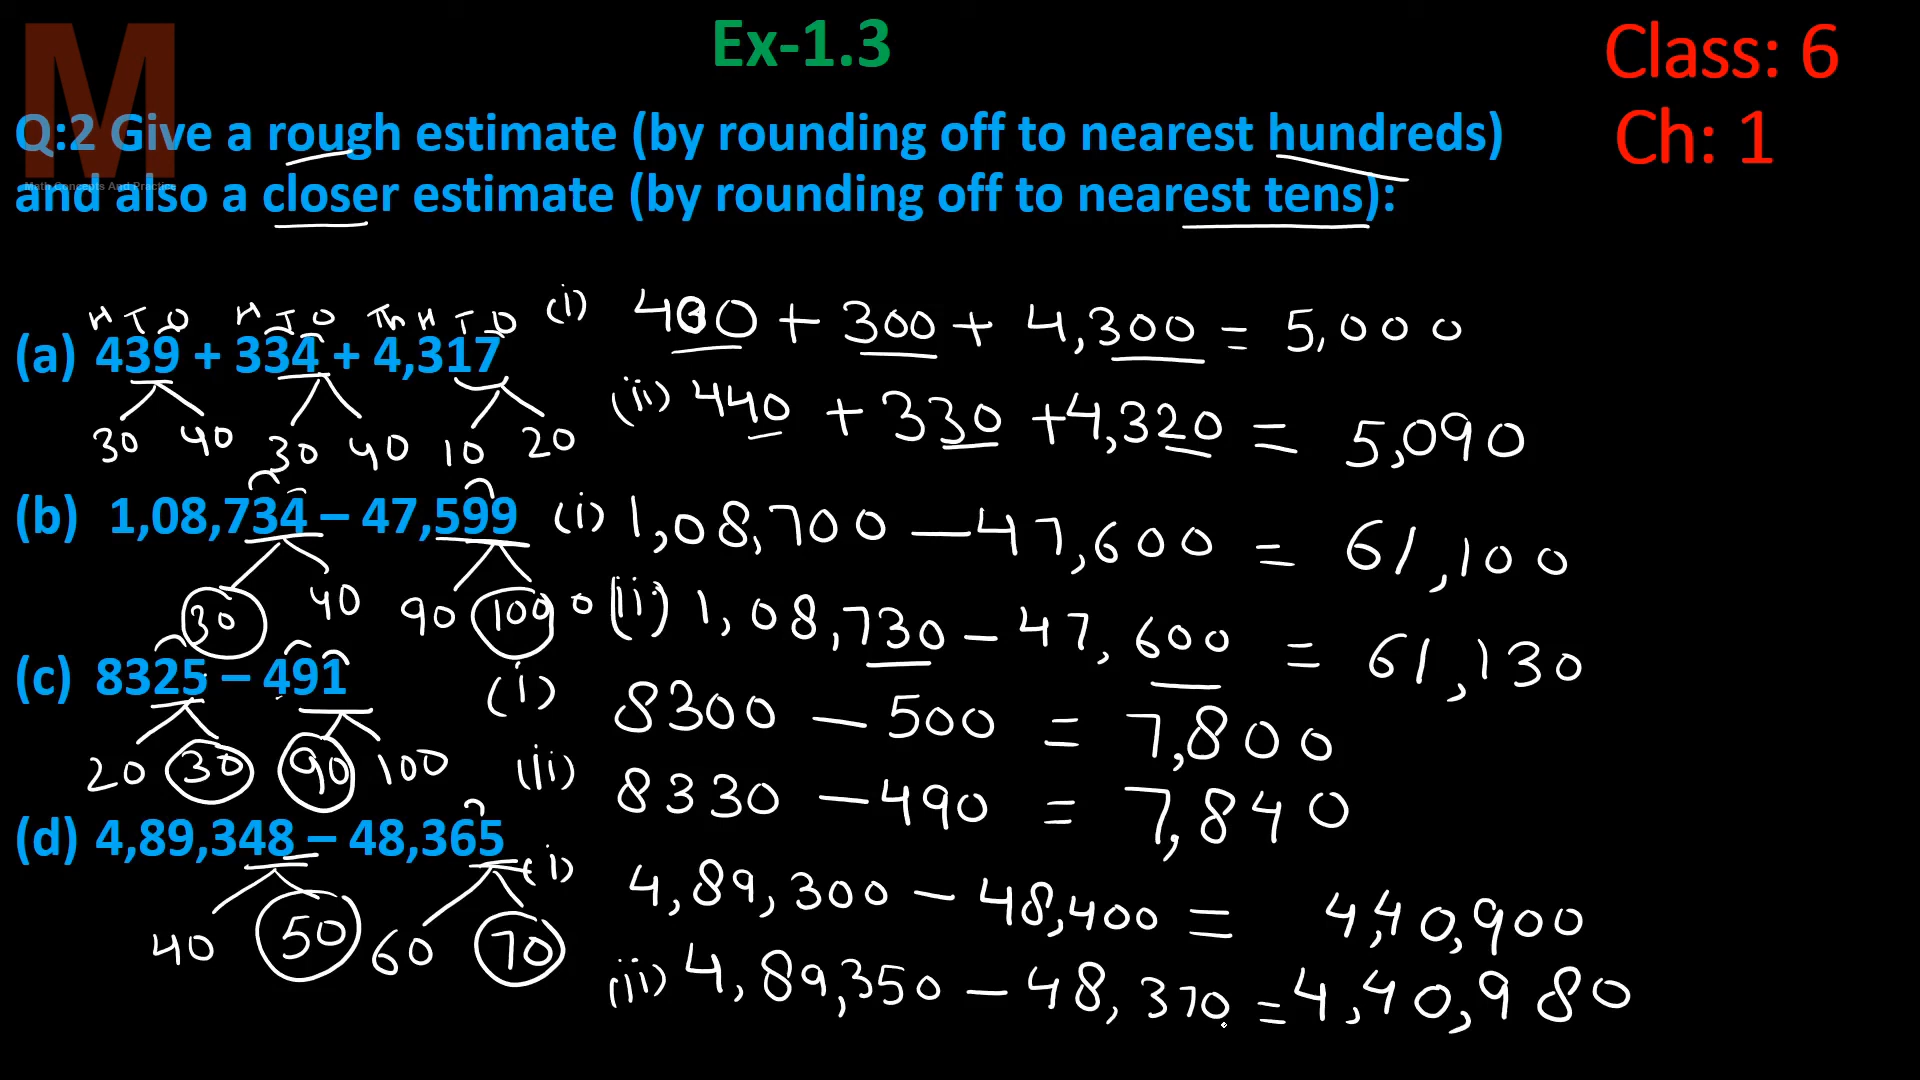 M
Math Concepts And Practice
Ex-1.3
Class: 6
Ch: 1
Q:2 Give a rough estimate (by rounding off to nearest hundreds)
and also a closer estimate (by rounding off to nearest tens):
H T O H T O Th H T O
(a) 439 + 334 + 4,317
30 40 30 40 10 20
(i) 400 + 300 + 4,300 = 5,000
(ii) 440 + 330 + 4,320 = 5,090
(b) 1,08,734 – 47,599
30 40 90 100
(i) 1,08,700 – 47,600 = 61,100
(ii) 1,08,730 – 47,600 = 61,130
(c) 8325 – 491
20 30 90 100
(i) 8300 – 500 = 7,800
(ii) 8330 – 490 = 7,840
(d) 4,89,348 – 48,365
40 50 60 70
(i) 4,89,300 – 48,400 = 4,40,900
(ii) 4,89,350 – 48,370 = 4,40,980